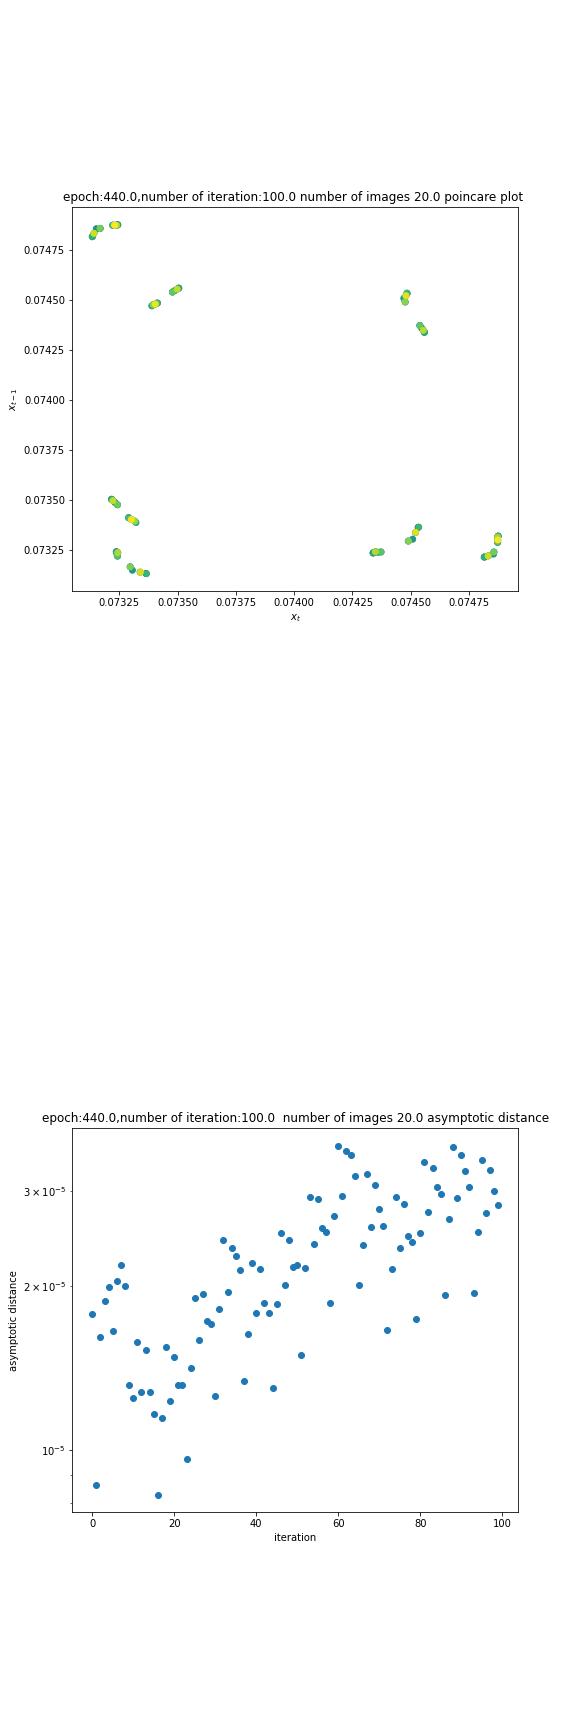 epoch:440.0,number of iteration:100.0 number of images 20.0 poincare plot
0.07475
0.07450
0.07425
0.07400
0.07375
0.07350
0.07325
x_{t-1}
0.07325 0.07350 0.07375 0.07400 0.07425 0.07450 0.07475
x_t
epoch:440.0,number of iteration:100.0  number of images 20.0 asymptotic distance
3 × 10⁻⁵
2 × 10⁻⁵
10⁻⁵
asymptotic distance
0 20 40 60 80 100
iteration